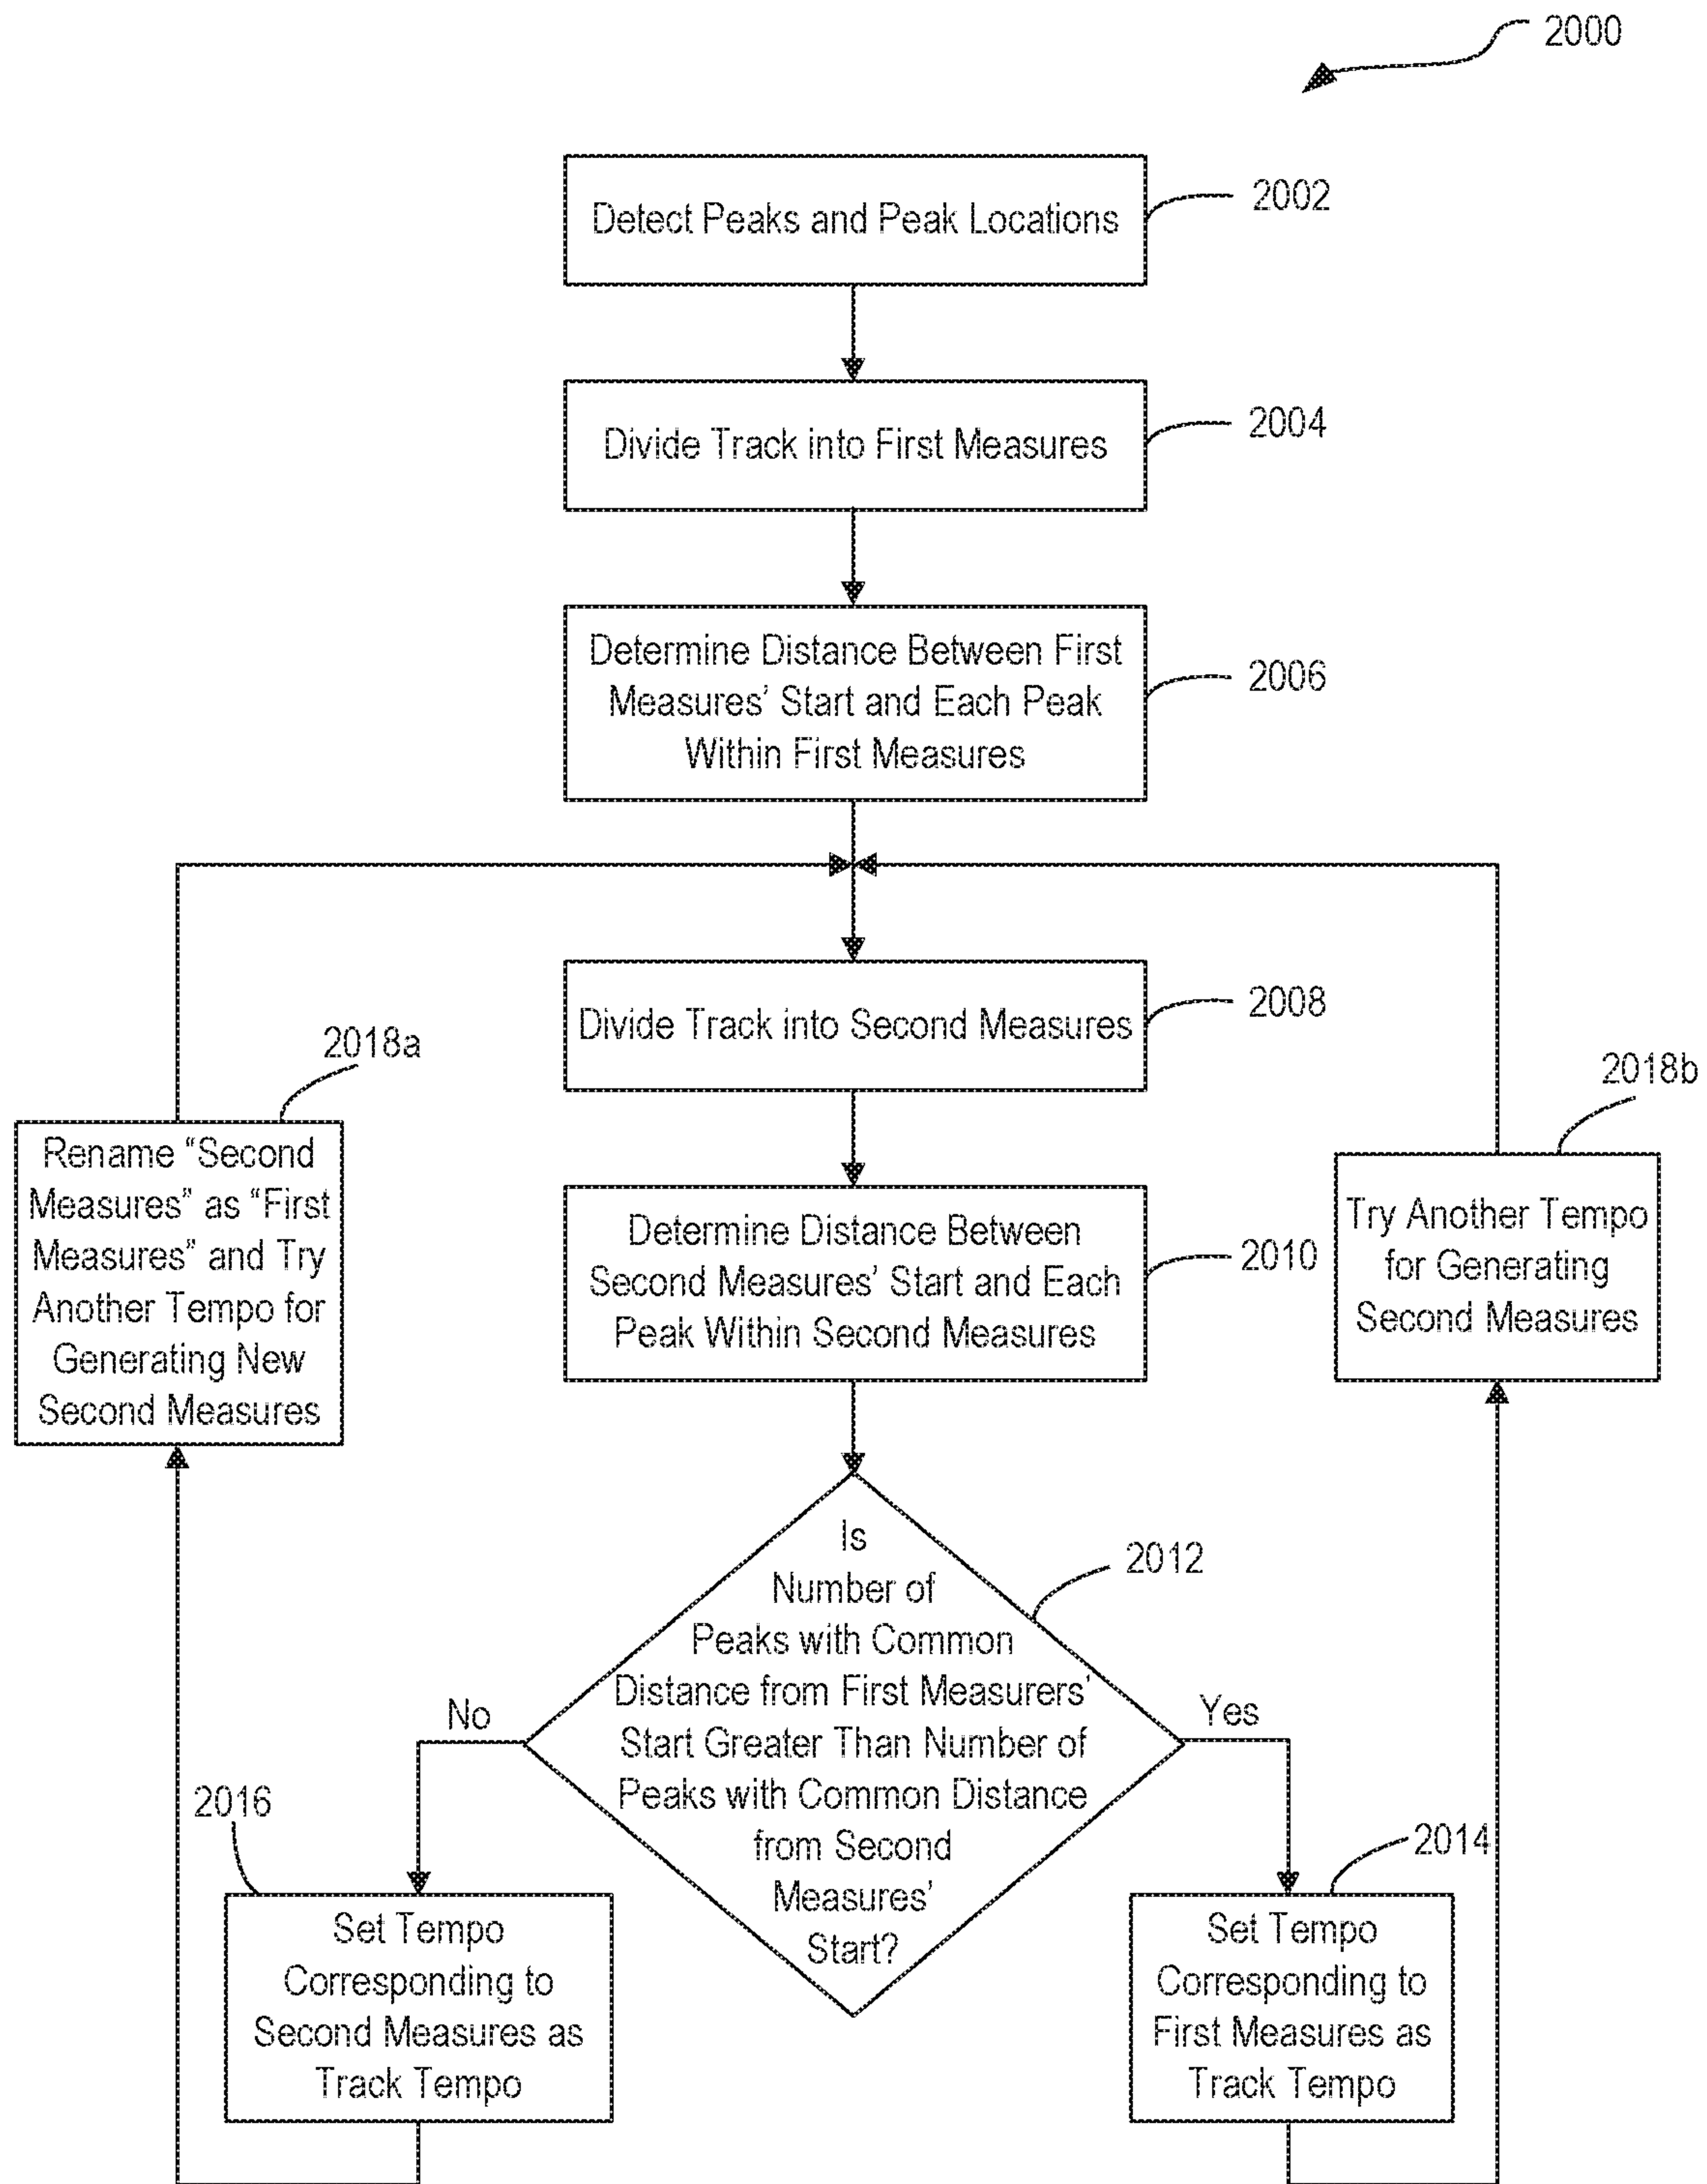 2000
Detect Peaks and Peak Locations
2002
Divide Track into First Measures
2004
Determine Distance Between First
Measures’ Start and Each Peak
Within First Measures
2006
Divide Track into Second Measures
2008
2018a
Rename “Second
Measures” as “First
Measures” and Try
Another Tempo for
Generating New
Second Measures
2018b
Try Another Tempo
for Generating
Second Measures
Determine Distance Between
Second Measures’ Start and Each
Peak Within Second Measures
2010
Is
Number of
Peaks with Common
Distance from First Measurers’
Start Greater Than Number of
Peaks with Common Distance
from Second
Measures’
Start?
2012
No
Yes
2016
Set Tempo
Corresponding to
Second Measures as
Track Tempo
2014
Set Tempo
Corresponding to
First Measures as
Track Tempo